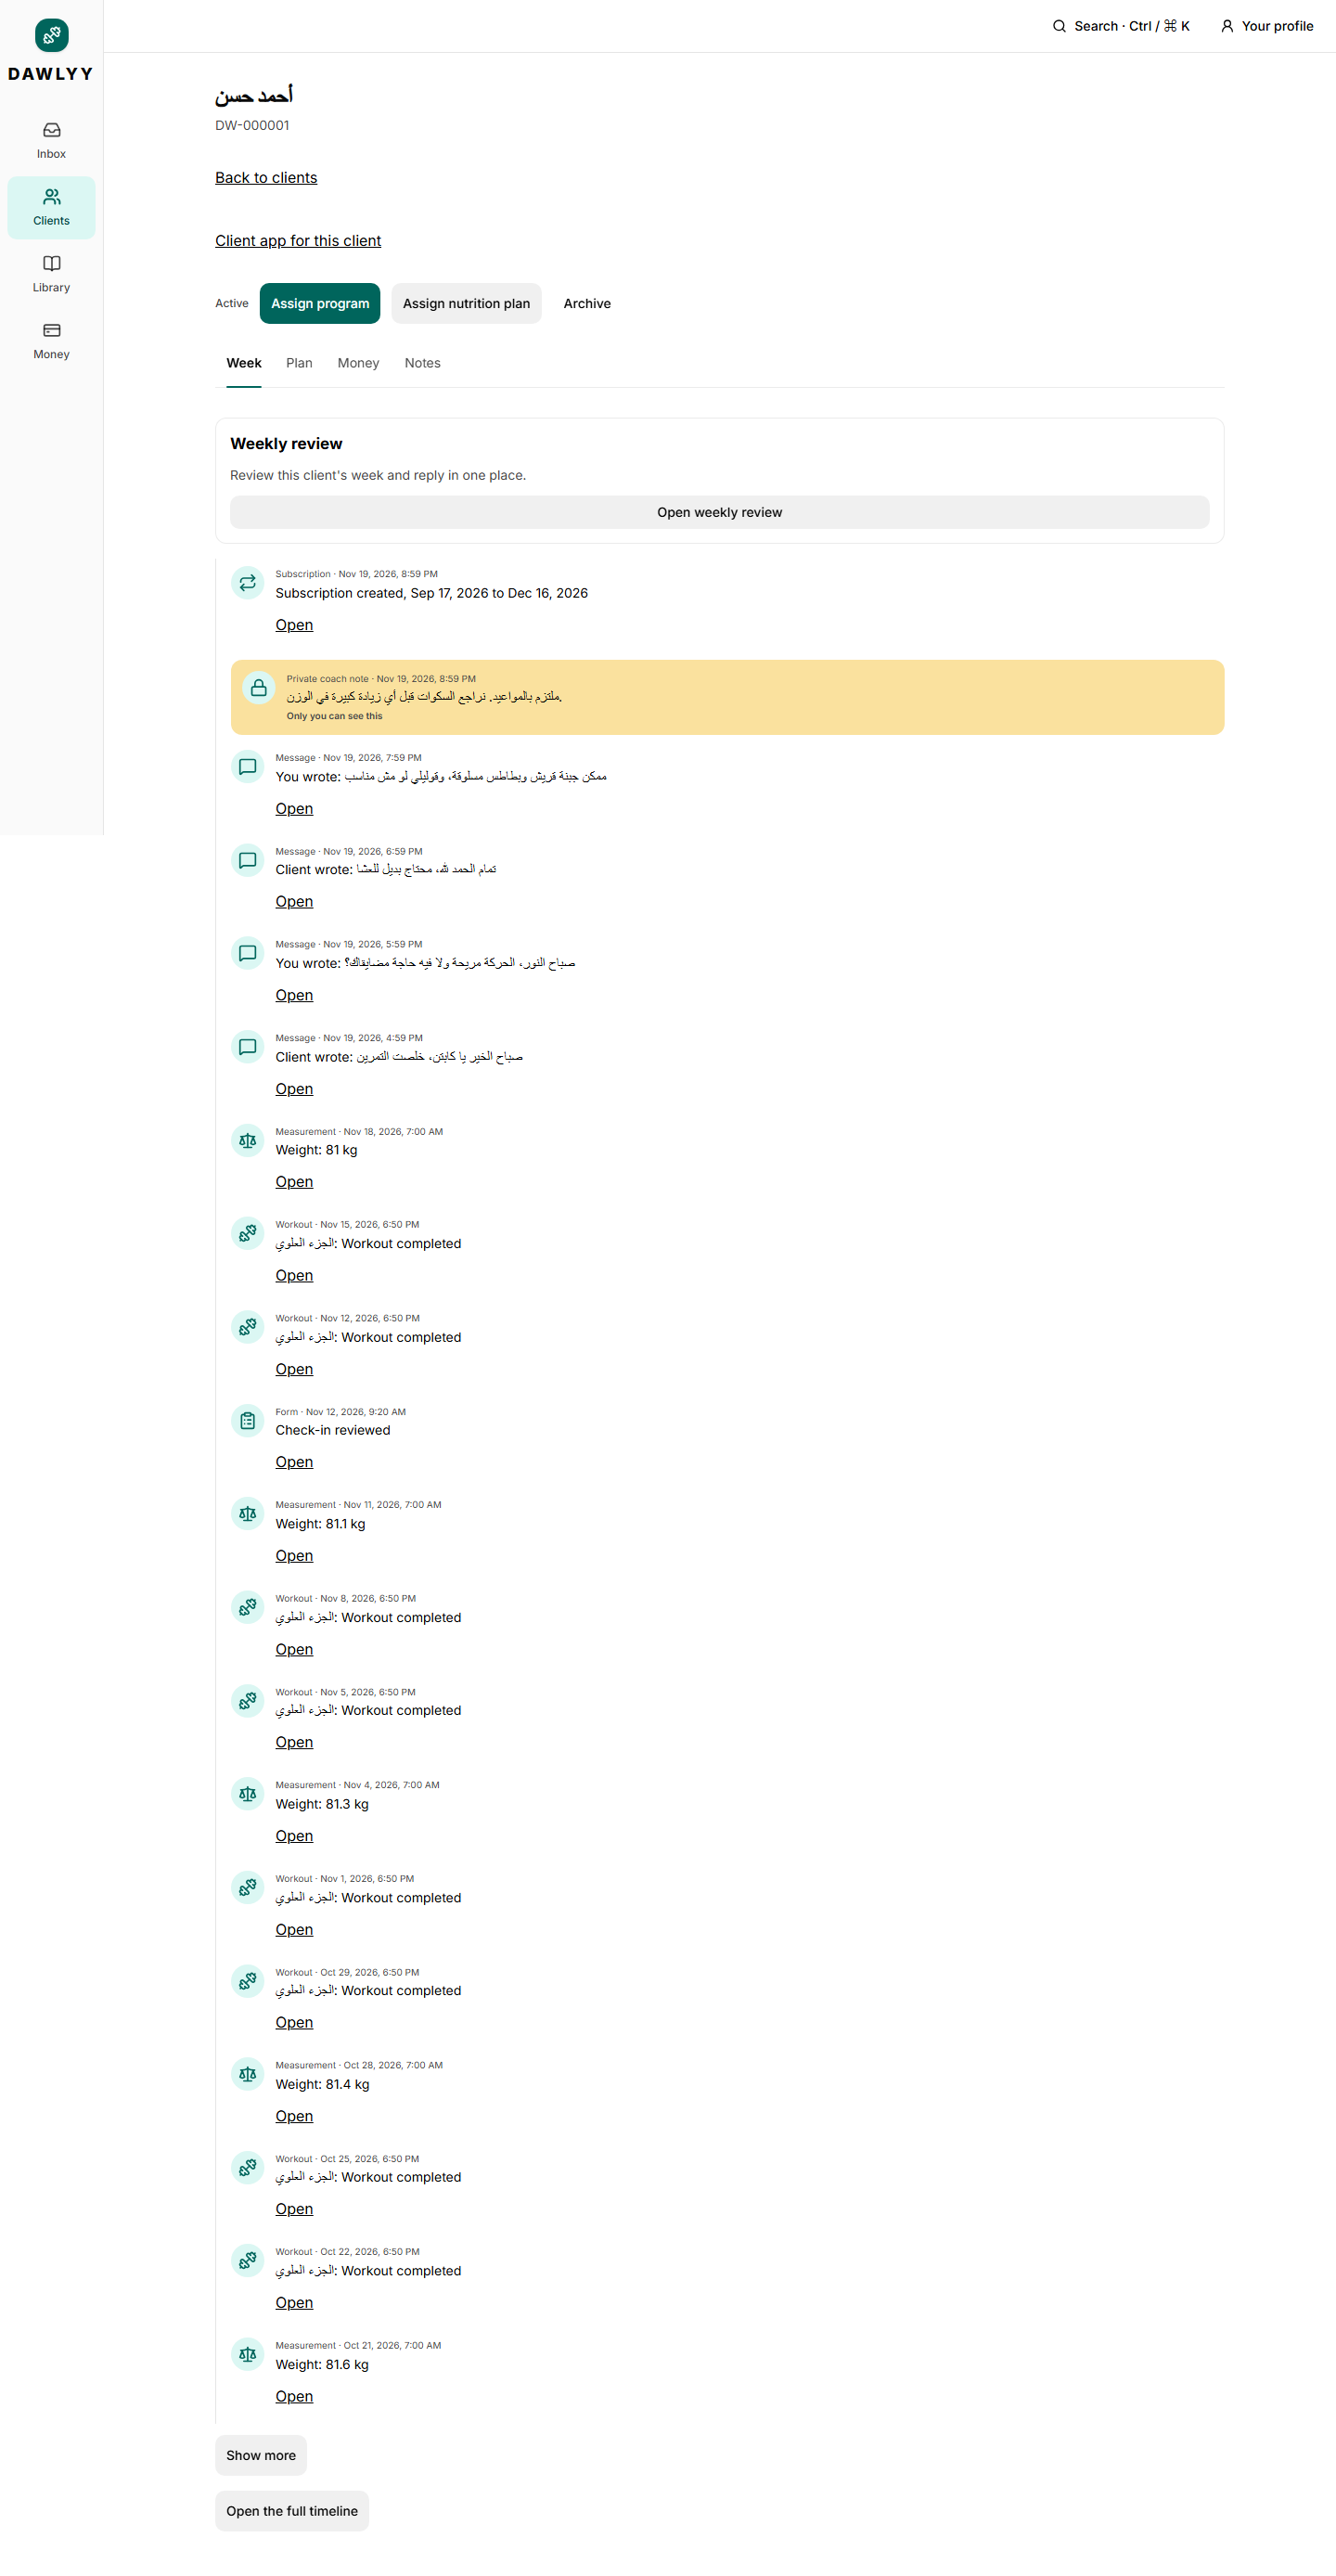 DAWLYY
Inbox
Clients
Library
Money
Search · Ctrl / ⌘ K
Your profile
أحمد حسن
DW-000001
Back to clients
Client app for this client
Active
Assign program
Assign nutrition plan
Archive
Week
Plan
Money
Notes
Weekly review
Review this client's week and reply in one place.
Open weekly review
Subscription · Nov 19, 2026, 8:59 PM
Subscription created, Sep 17, 2026 to Dec 16, 2026
Open
Private coach note · Nov 19, 2026, 8:59 PM
ملتزم بالمواعيد. نراجع السكوات قبل أي زيادة كبيرة في الوزن.
Only you can see this
Message · Nov 19, 2026, 7:59 PM
You wrote: ممكن جبنة قريش وبطاطس مسلوقة، وقوليلي لو مش مناسب
Open
Message · Nov 19, 2026, 6:59 PM
Client wrote: تمام الحمد لله، محتاج بديل للعشا
Open
Message · Nov 19, 2026, 5:59 PM
You wrote: صباح النور، الحركة مريحة ولا فيه حاجة مضايقاك؟
Open
Message · Nov 19, 2026, 4:59 PM
Client wrote: صباح الخير يا كابتن، خلصت التمرين
Open
Measurement · Nov 18, 2026, 7:00 AM
Weight: 81 kg
Open
Workout · Nov 15, 2026, 6:50 PM
الجزء العلوي: Workout completed
Open
Workout · Nov 12, 2026, 6:50 PM
الجزء العلوي: Workout completed
Open
Form · Nov 12, 2026, 9:20 AM
Check-in reviewed
Open
Measurement · Nov 11, 2026, 7:00 AM
Weight: 81.1 kg
Open
Workout · Nov 8, 2026, 6:50 PM
الجزء العلوي: Workout completed
Open
Workout · Nov 5, 2026, 6:50 PM
الجزء العلوي: Workout completed
Open
Measurement · Nov 4, 2026, 7:00 AM
Weight: 81.3 kg
Open
Workout · Nov 1, 2026, 6:50 PM
الجزء العلوي: Workout completed
Open
Workout · Oct 29, 2026, 6:50 PM
الجزء العلوي: Workout completed
Open
Measurement · Oct 28, 2026, 7:00 AM
Weight: 81.4 kg
Open
Workout · Oct 25, 2026, 6:50 PM
الجزء العلوي: Workout completed
Open
Workout · Oct 22, 2026, 6:50 PM
الجزء العلوي: Workout completed
Open
Measurement · Oct 21, 2026, 7:00 AM
Weight: 81.6 kg
Open
Show more
Open the full timeline